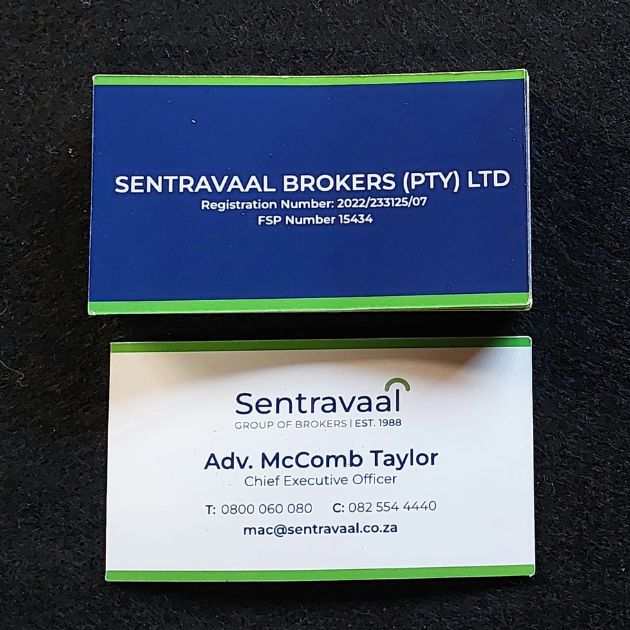 SENTRAVAAL BROKERS (PTY) LTD
Registration Number: 2022/233125/07
FSP Number 15434
Sentravaal
GROUP OF BROKERS | EST. 1988
Adv. McComb Taylor
Chief Executive Officer
T: 0800 060 080 C: 082 554 4440
mac@sentravaal.co.za